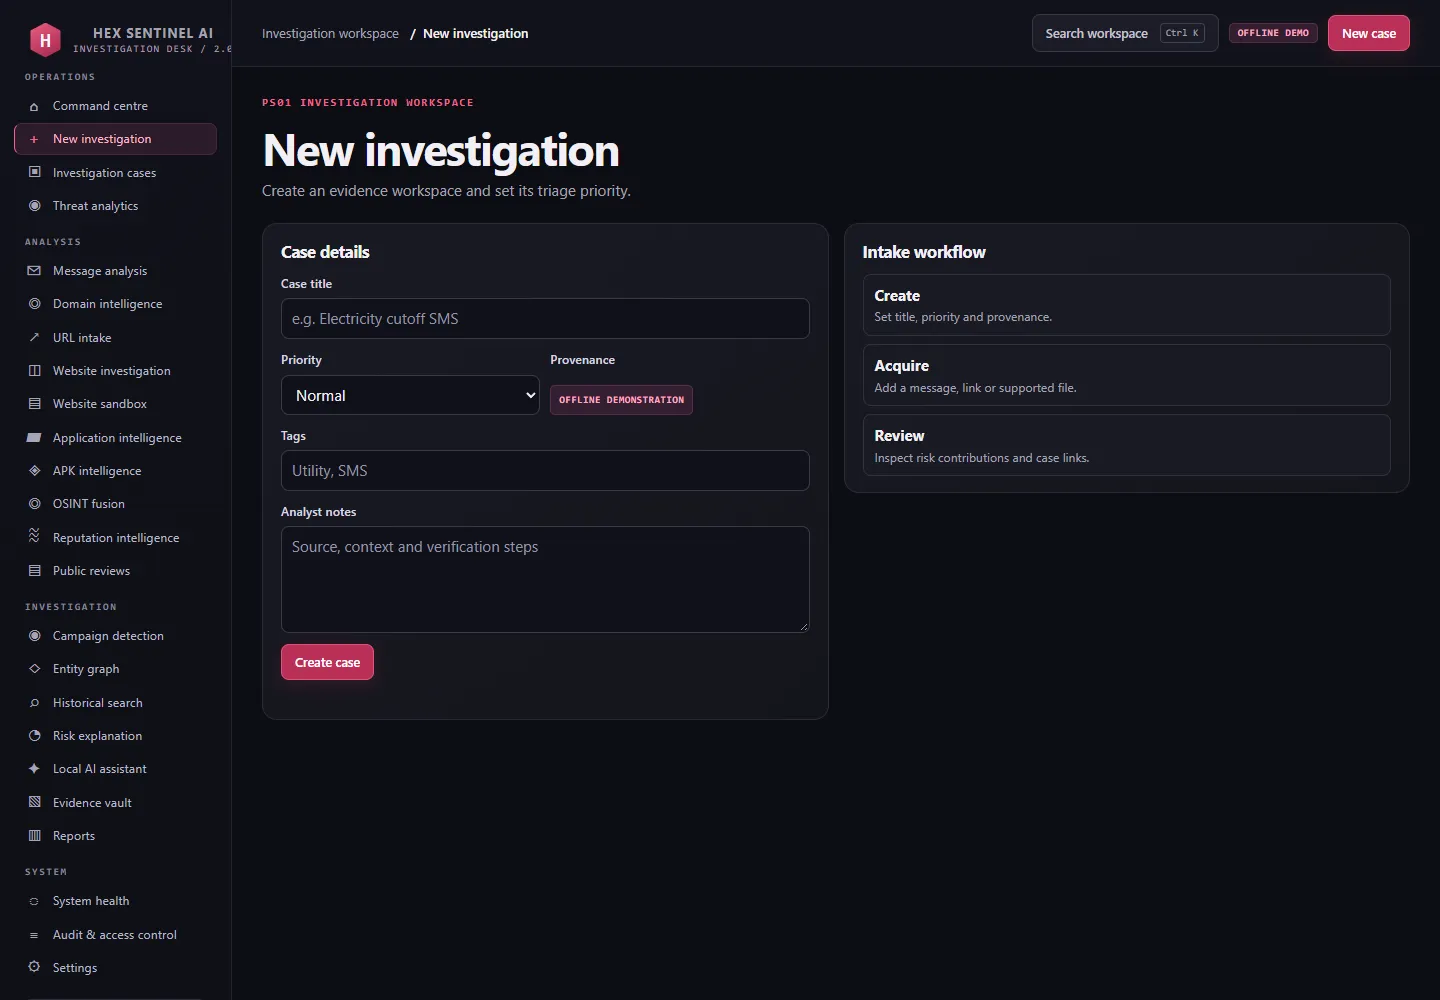 H
HEX SENTINEL AI
INVESTIGATION DESK / 2.0
OPERATIONS
Command centre
New investigation
Investigation cases
Threat analytics
ANALYSIS
Message analysis
Domain intelligence
URL intake
Website investigation
Website sandbox
Application intelligence
APK intelligence
OSINT fusion
Reputation intelligence
Public reviews
INVESTIGATION
Campaign detection
Entity graph
Historical search
Risk explanation
Local AI assistant
Evidence vault
Reports
SYSTEM
System health
Audit & access control
Settings
Investigation workspace / New investigation
Search workspace Ctrl K
OFFLINE DEMO
New case
PS01 INVESTIGATION WORKSPACE
New investigation
Create an evidence workspace and set its triage priority.
Case details
Case title
e.g. Electricity cutoff SMS
Priority
Normal
Provenance
OFFLINE DEMONSTRATION
Tags
Utility, SMS
Analyst notes
Source, context and verification steps
Create case
Intake workflow
Create
Set title, priority and provenance.
Acquire
Add a message, link or supported file.
Review
Inspect risk contributions and case links.